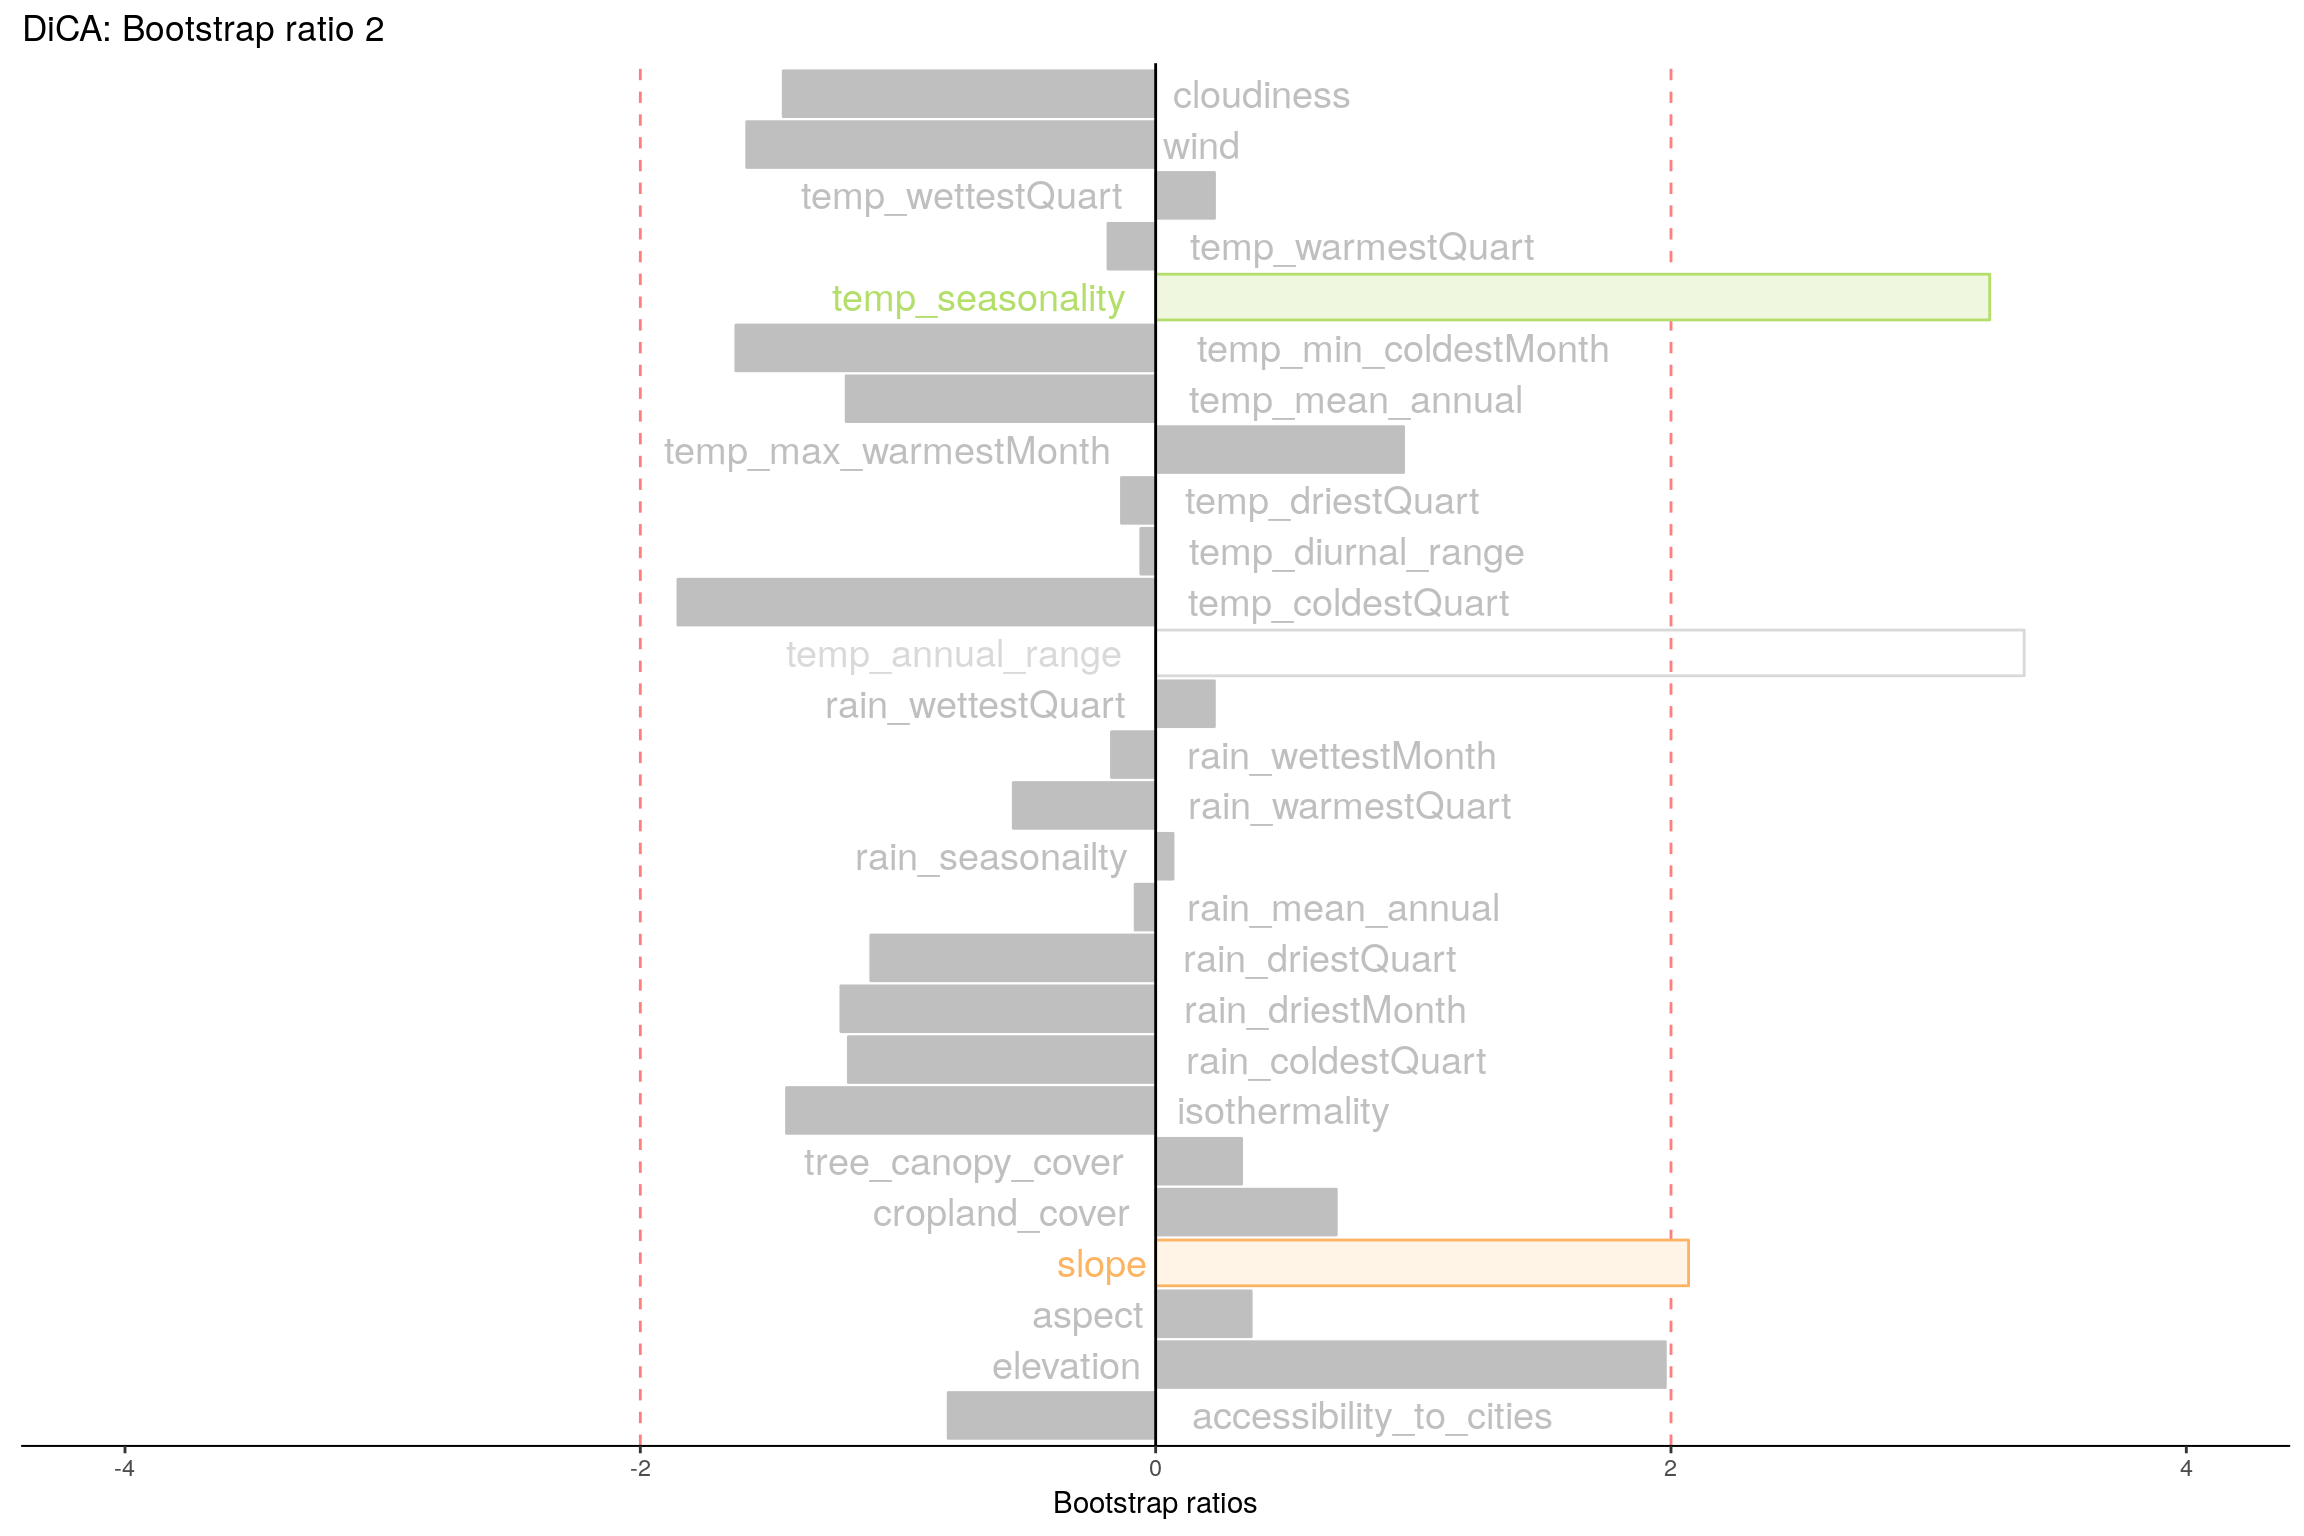 DiCA: Bootstrap ratio 2
cloudiness
wind
temp_wettestQuart
temp_warmestQuart
temp_seasonality
temp_min_coldestMonth
temp_mean_annual
temp_max_warmestMonth
temp_driestQuart
temp_diurnal_range
temp_coldestQuart
temp_annual_range
rain_wettestQuart
rain_wettestMonth
rain_warmestQuart
rain_seasonailty
rain_mean_annual
rain_driestQuart
rain_driestMonth
rain_coldestQuart
isothermality
tree_canopy_cover
cropland_cover
slope
aspect
elevation
accessibility_to_cities
-4 -2 0 2 4
Bootstrap ratios